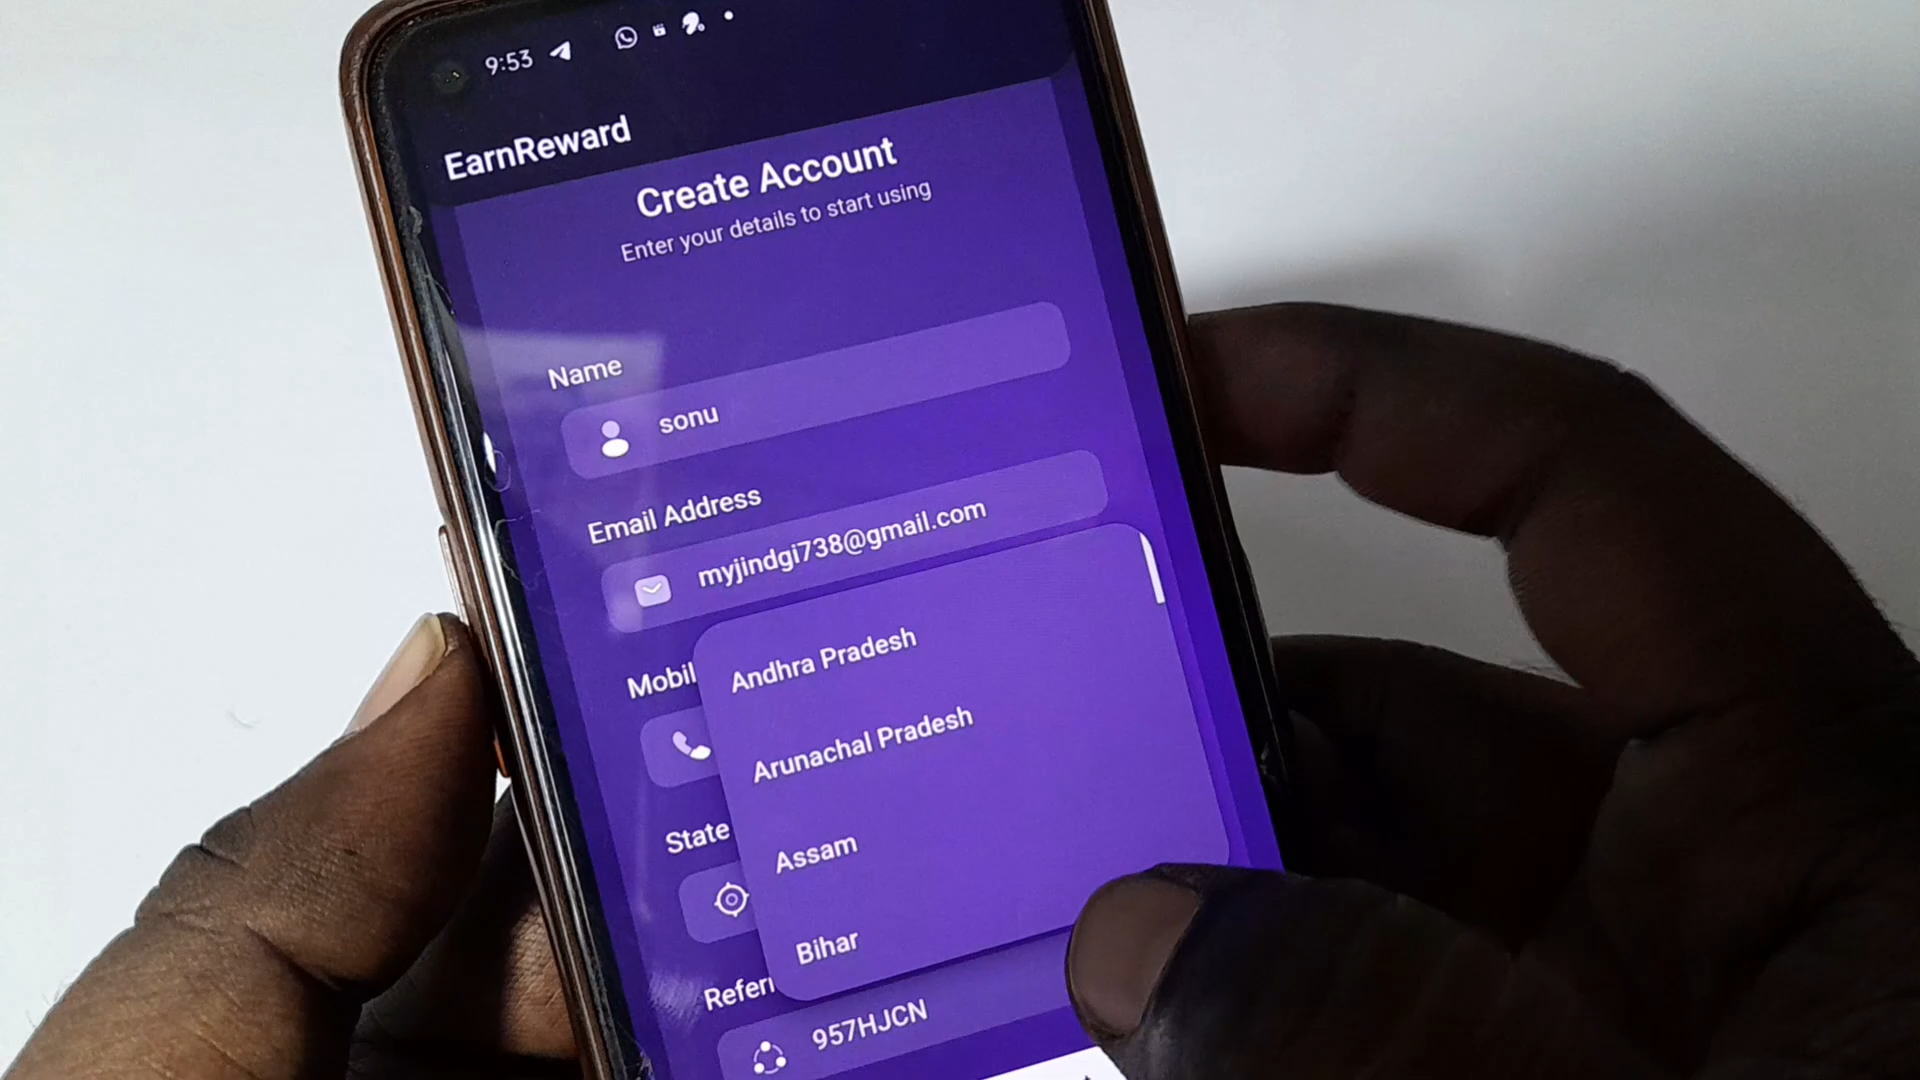 9:53
EarnReward
Create Account
Enter your details to start using
Name
sonu
Email Address
myjindgi738@gmail.com
Mobil
Andhra Pradesh
Arunachal Pradesh
State
Assam
Bihar
Referr
957HJCN